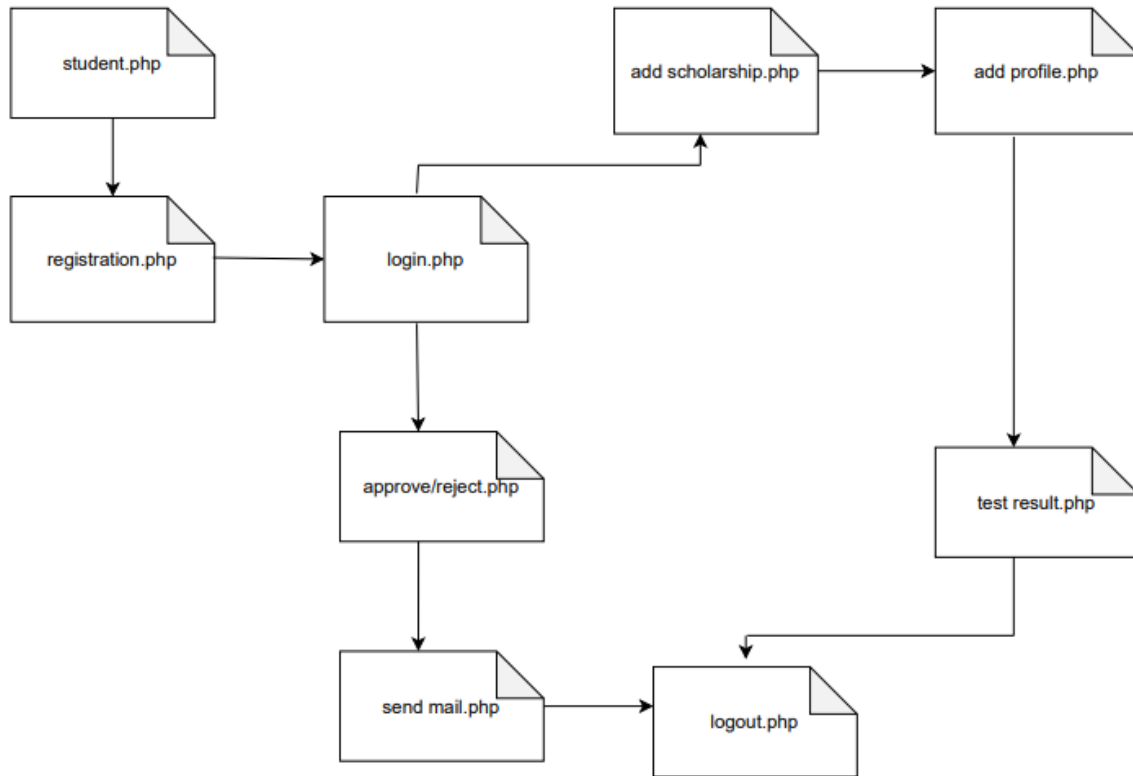 student.php
add scholarship.php
add profile.php
registration.php
login.php
approve/reject.php
test result.php
send mail.php
logout.php